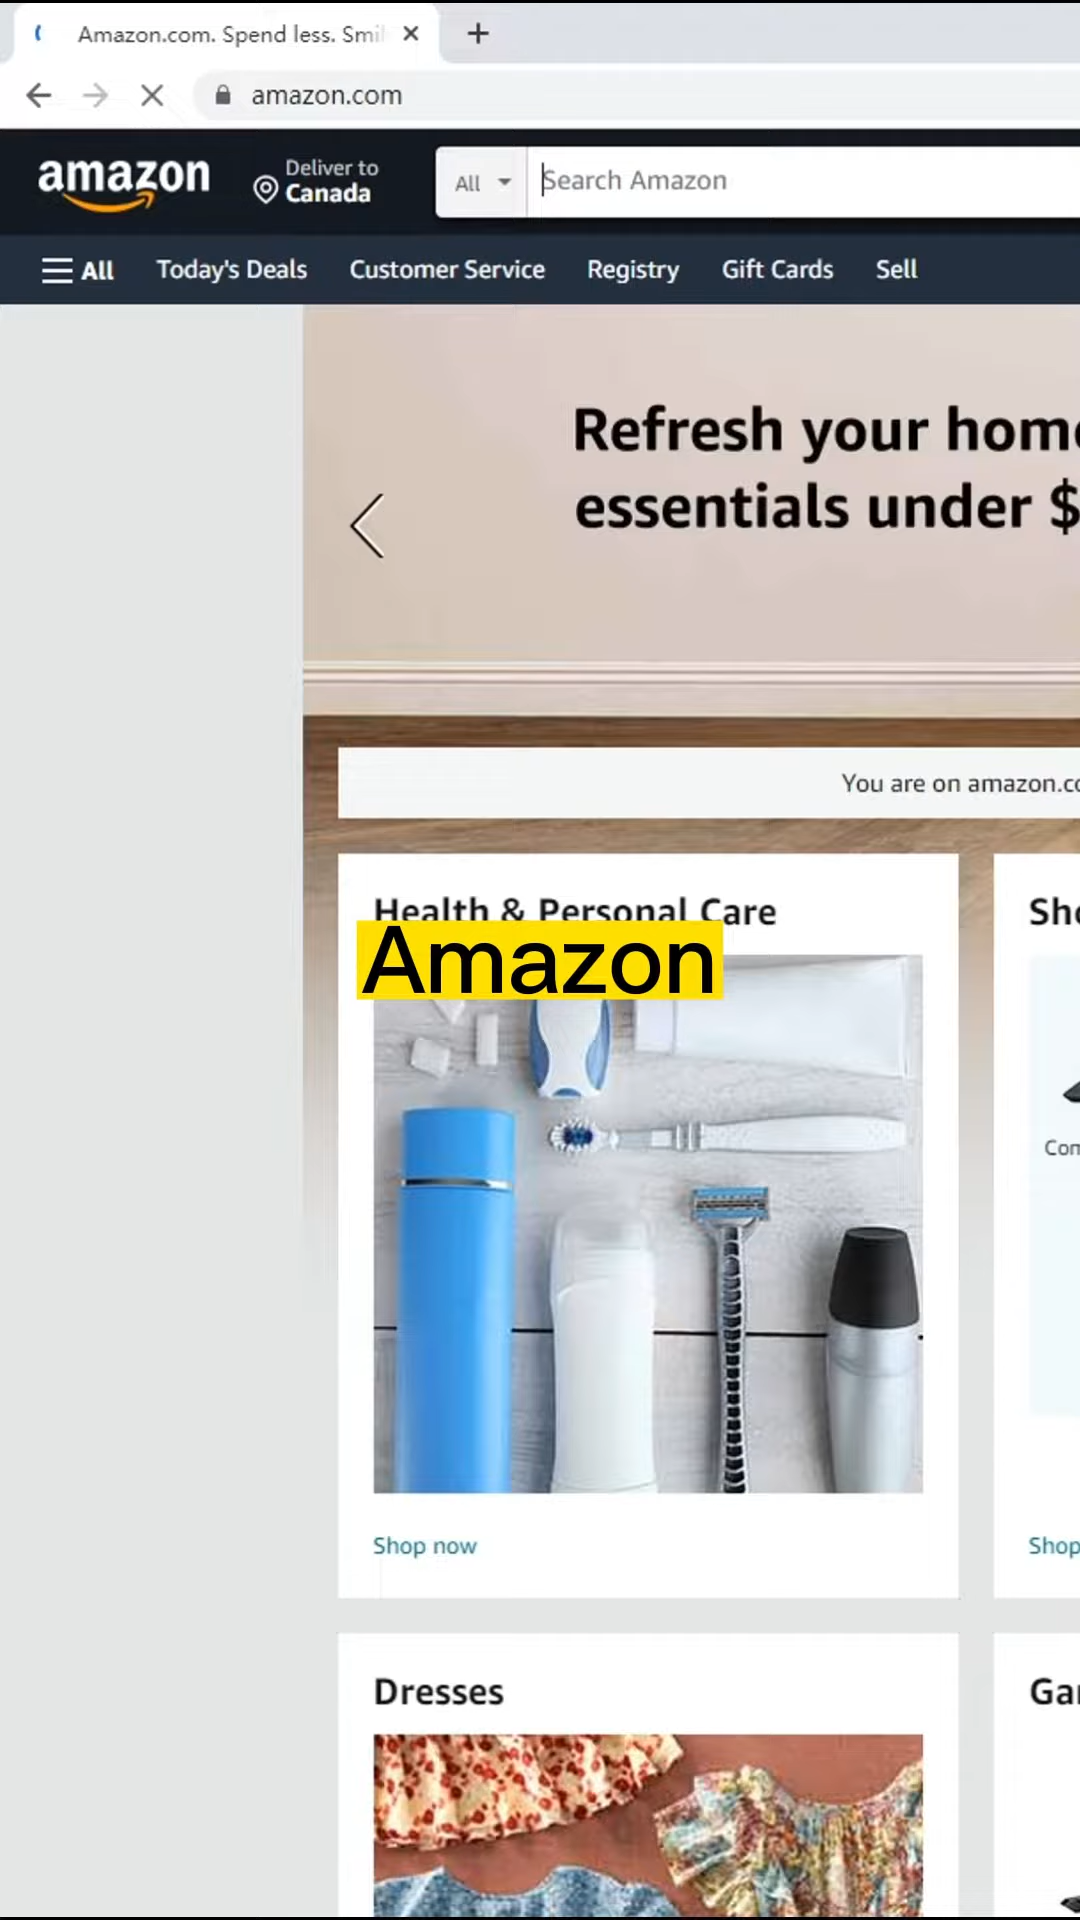 Amazon.com. Spend less. Smil
amazon.com
amazon
Deliver to
Canada
All
Search Amazon
All
Today's Deals
Customer Service
Registry
Gift Cards
Sell
Refresh your home
essentials under $
You are on amazon.co
Health & Personal Care
Amazon
Sho
Com
Shop now
Shop
Dresses
Gar